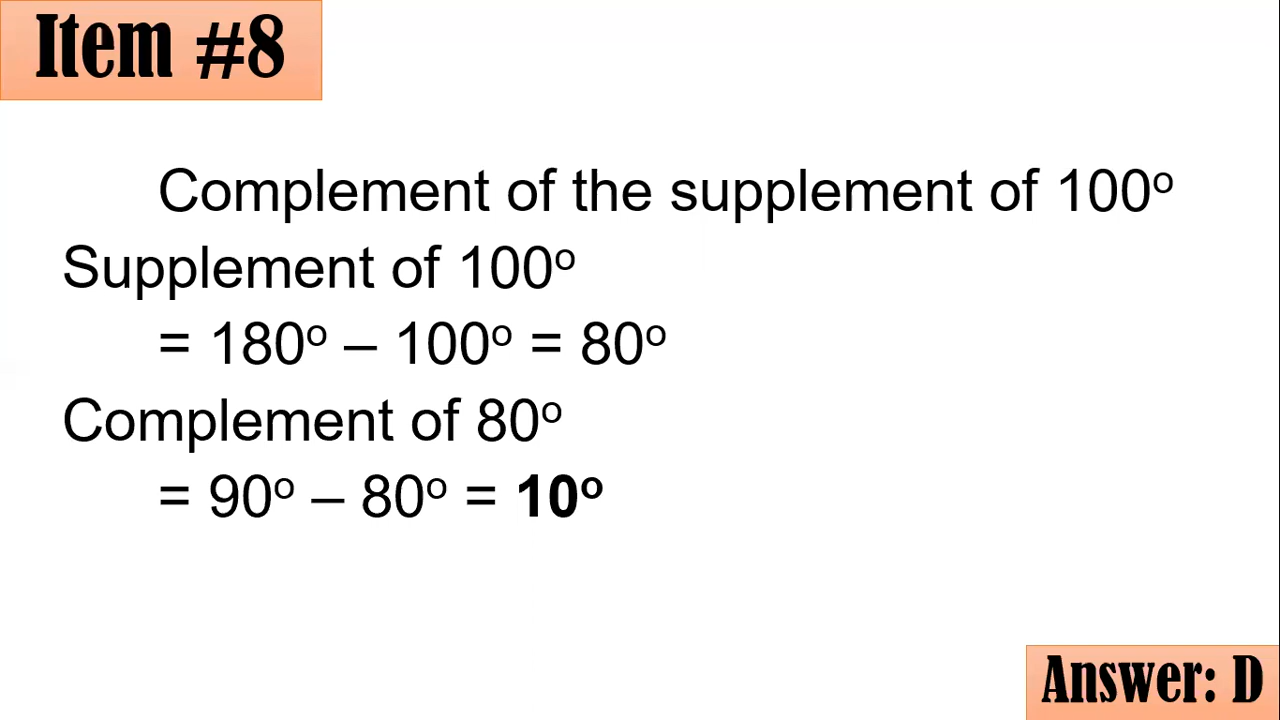 Item #8
Complement of the supplement of 100º
Supplement of 100º
= 180º – 100º = 80º
Complement of 80º
= 90º – 80º = 10º
Answer: D